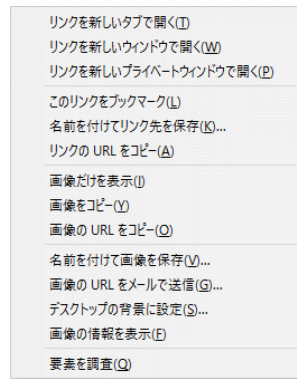 リンクを新しいタブで開く(T)
リンクを新しいウィンドウで開く(W)
リンクを新しいプライベートウィンドウで開く(P)
このリンクをブックマーク(L)
名前を付けてリンク先を保存(K)...
リンクの URL をコピー(A)
画像だけを表示(I)
画像をコピー(Y)
画像の URL をコピー(O)
名前を付けて画像を保存(V)...
画像の URL をメールで送信(G)...
デスクトップの背景に設定(S)...
画像の情報を表示(F)
要素を調査(Q)